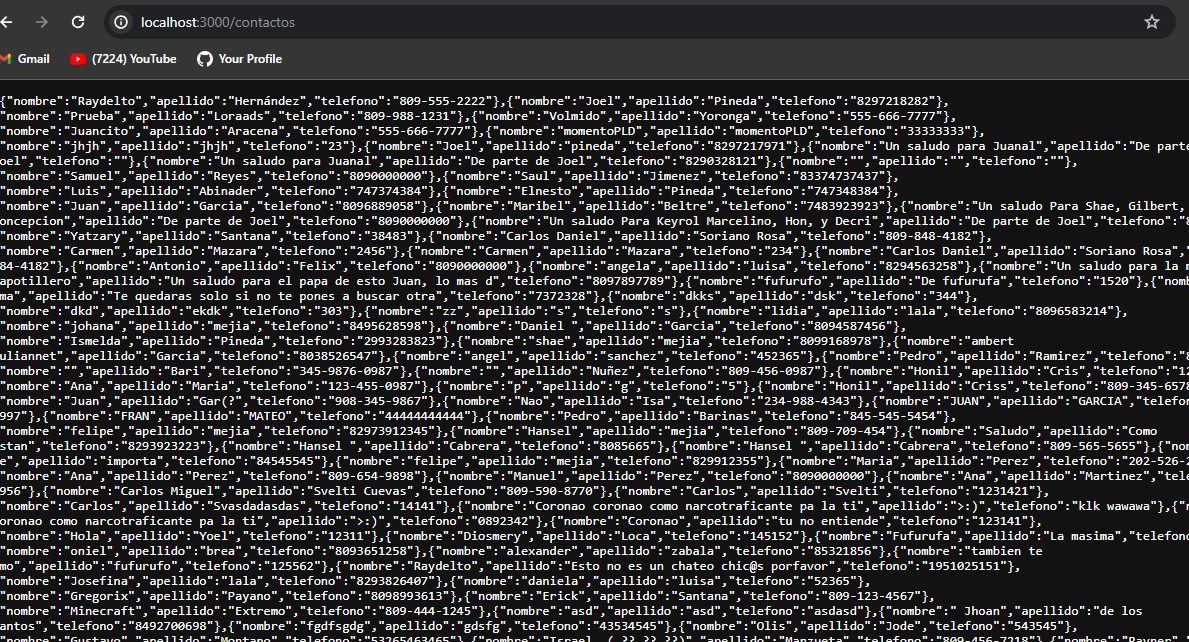 localhost:3000/contactos
Gmail (7224) YouTube Your Profile
{"nombre":"Raydelto","apellido":"Hernández","telefono":"809-555-2222"},{"nombre":"Joel","apellido":"Pineda","telefono":"8297218282"},
"nombre":"Prueba","apellido":"Loraads","telefono":"809-988-1231"},{"nombre":"Volmido","apellido":"Yoronga","telefono":"555-666-7777"},
"nombre":"Juancito","apellido":"Aracena","telefono":"555-666-7777"},{"nombre":"momentoPLD","apellido":"momentoPLD","telefono":"33333333"},
"nombre":"jhjh","apellido":"jhjh","telefono":"23"},{"nombre":"Joel","apellido":"pineda","telefono":"8297217971"},{"nombre":"Un saludo para Juanal","apellido":"De parte
oel","telefono":""},{"nombre":"Un saludo para Juanal","apellido":"De parte de Joel","telefono":"8290328121"},{"nombre":"","apellido":"","telefono":""},
"nombre":"Samuel","apellido":"Reyes","telefono":"8090000000"},{"nombre":"Saul","apellido":"Jimenez","telefono":"83374737437"},
"nombre":"Luis","apellido":"Abinader","telefono":"747374384"},{"nombre":"Elnesto","apellido":"Pineda","telefono":"747348384"},
"nombre":"Juan","apellido":"Garcia","telefono":"8096889058"},{"nombre":"Maribel","apellido":"Beltre","telefono":"7483923923"},{"nombre":"Un saludo Para Shae, Gilbert,
oncepcion","apellido":"De parte de Joel","telefono":"8090000000"},{"nombre":"Un saludo Para Keyrol Marcelino, Hon, y Decri","apellido":"De parte de Joel","telefono":"8
"nombre":"Yatzary","apellido":"Santana","telefono":"38483"},{"nombre":"Carlos Daniel","apellido":"Soriano Rosa","telefono":"809-848-4182"},
"nombre":"Carmen","apellido":"Mazara","telefono":"2456"},{"nombre":"Carmen","apellido":"Mazara","telefono":"234"},{"nombre":"Carlos Daniel","apellido":"Soriano Rosa","
84-4182"},{"nombre":"Antonio","apellido":"Felix","telefono":"8090000000"},{"nombre":"angela","apellido":"luisa","telefono":"8294563258"},{"nombre":"Un saludo para la
apotillero","apellido":"Un saludo para el papa de esto Juan, lo mas d","telefono":"8097897789"},{"nombre":"fufurufo","apellido":"De fufurufa","telefono":"1520"},{"nomb
ma","apellido":"Te quedaras solo si no te pones a buscar otra","telefono":"7372328"},{"nombre":"dkks","apellido":"dsk","telefono":"344"},
"nombre":"dkd","apellido":"ekdk","telefono":"303"},{"nombre":"zz","apellido":"s","telefono":"s"},{"nombre":"lidia","apellido":"lala","telefono":"8096583214"},
"nombre":"johana","apellido":"mejia","telefono":"8495628598"},{"nombre":"Daniel ","apellido":"Garcia","telefono":"8094587456"},
"nombre":"Ismelda","apellido":"Pineda","telefono":"2993283823"},{"nombre":"shae","apellido":"mejia","telefono":"8099168978"},{"nombre":"ambert
uliannet","apellido":"Garcia","telefono":"8038526547"},{"nombre":"angel","apellido":"sanchez","telefono":"452365"},{"nombre":"Pedro","apellido":"Ramirez","telefono":"8
"nombre":"","apellido":"Bari","telefono":"345-9876-0987"},{"nombre":"","apellido":"Nuñez","telefono":"809-456-0987"},{"nombre":"Honil","apellido":"Cris","telefono":"12
"nombre":"Ana","apellido":"Maria","telefono":"123-455-0987"},{"nombre":"p","apellido":"g","telefono":"5"},{"nombre":"Honil","apellido":"Criss","telefono":"809-345-6578
"nombre":"Juan","apellido":"Gar(?","telefono":"908-345-9867"},{"nombre":"Nao","apellido":"Isa","telefono":"234-988-4343"},{"nombre":"JUAN","apellido":"GARCIA","telefon
997"},{"nombre":"FRAN","apellido":"MATEO","telefono":"44444444444"},{"nombre":"Pedro","apellido":"Barinas","telefono":"845-545-5454"},
"nombre":"felipe","apellido":"mejia","telefono":"82973912345"},{"nombre":"Hansel","apellido":"mejia","telefono":"809-709-454"},{"nombre":"Saludo","apellido":"Como
stan","telefono":"8293923223"},{"nombre":"Hansel ","apellido":"Cabrera","telefono":"8085665"},{"nombre":"Hansel ","apellido":"Cabrera","telefono":"809-565-5655"},{"nombre":"
e","apellido":"importa","telefono":"84545545"},{"nombre":"felipe","apellido":"mejia","telefono":"829912355"},{"nombre":"Maria","apellido":"Perez","telefono":"202-526-2
"nombre":"Ana","apellido":"Perez","telefono":"809-654-9898"},{"nombre":"Manuel","apellido":"Perez","telefono":"8090000000"},{"nombre":"Ana","apellido":"Martinez","tele
956"},{"nombre":"Carlos Miguel","apellido":"Svelti Cuevas","telefono":"809-590-8770"},{"nombre":"Carlos","apellido":"Svelti","telefono":"1231421"},
"nombre":"Carlos","apellido":"Svasdadasdas","telefono":"14141"},{"nombre":"Coronao coronao como narcotraficante pa la ti","apellido":">:)","telefono":"klk wawawa"},{"n
oronao como narcotraficante pa la ti","apellido":">:)","telefono":"0892342"},{"nombre":"Coronao","apellido":"tu no entiende","telefono":"123141"},
"nombre":"Hola","apellido":"Yoel","telefono":"12311"},{"nombre":"Diosmery","apellido":"Loca","telefono":"145152"},{"nombre":"Fufurufa","apellido":"La masima","telefono
"nombre":"oniel","apellido":"brea","telefono":"8093651258"},{"nombre":"alexander","apellido":"zabala","telefono":"85321856"},{"nombre":"tambien te
mo","apellido":"fufurufo","telefono":"125562"},{"nombre":"Raydelto","apellido":"Esto no es un chateo chic@s porfavor","telefono":"1951025151"},
"nombre":"Josefina","apellido":"lala","telefono":"8293826407"},{"nombre":"daniela","apellido":"luisa","telefono":"52365"},
"nombre":"Gregorix","apellido":"Payano","telefono":"8098993613"},{"nombre":"Erick","apellido":"Santana","telefono":"809-123-4567"},
"nombre":"Minecraft","apellido":"Extremo","telefono":"809-444-1245"},{"nombre":"asd","apellido":"asd","telefono":"asdasd"},{"nombre":" Jhoan","apellido":"de los
antos","telefono":"8492700698"},{"nombre":"fgdfsgdg","apellido":"gdsfg","telefono":"43534545"},{"nombre":"Olis","apellido":"Jode","telefono":"543545"},
"nombre":"Gustavo","apellido":"Montano","telefono":"53265463465"},{"nombre":"Israel